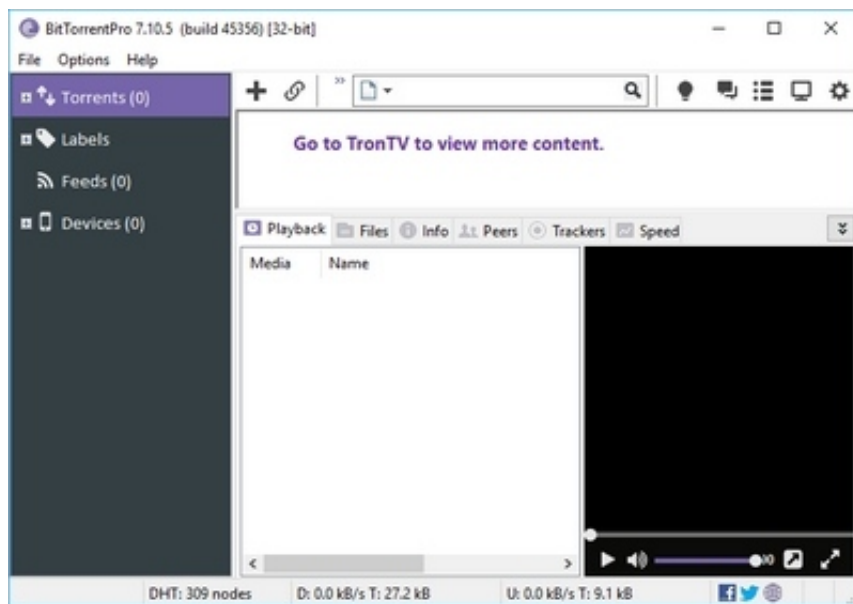 BitTorrentPro 7.10.5 (build 45356) [32-bit]
File Options Help
Torrents (0)
Labels
Feeds (0)
Devices (0)
Go to TronTV to view more content.
Playback Files Info Peers Trackers Speed
Media Name
DHT: 309 nodes D: 0.0 kB/s T: 27.2 kB U: 0.0 kB/s T: 9.1 kB